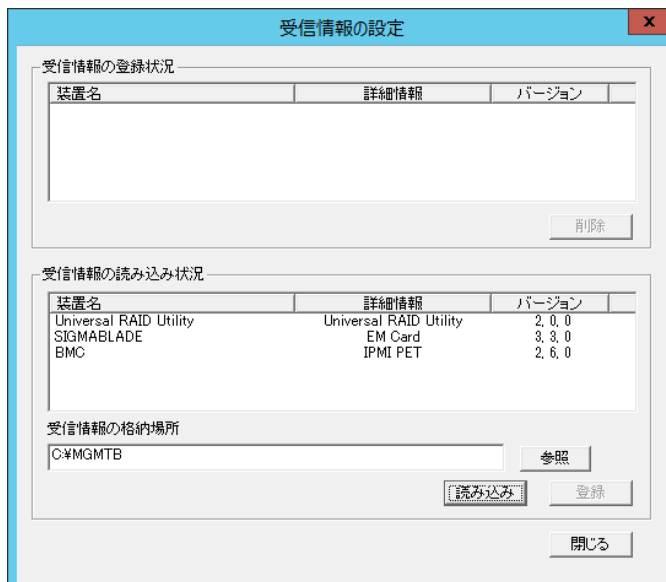 受信情報の設定
x
受信情報の登録状況
装置名 詳細情報 バージョン
削除
受信情報の読み込み状況
装置名 詳細情報 バージョン
Universal RAID Utility Universal RAID Utility 2, 0, 0
SIGMABLADE EM Card 3, 3, 0
BMC IPMI PET 2, 6, 0
受信情報の格納場所
C:¥MGMTB 参照
読み込み 登録
閉じる